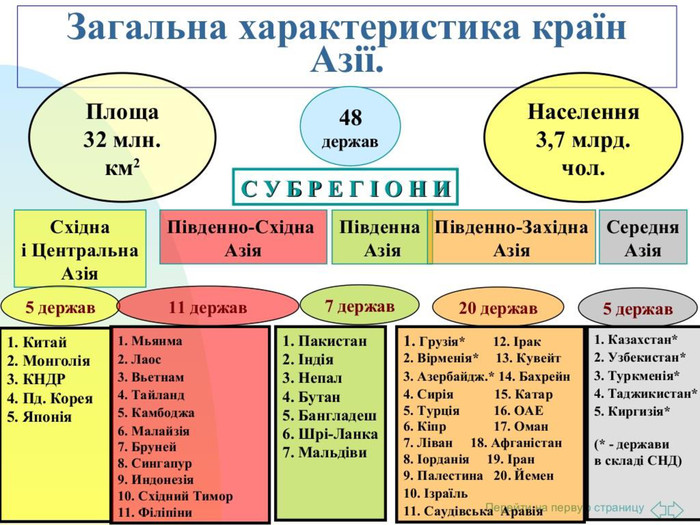 Загальна характеристика країн
Азії.
Площа
32 млн.
км²
48
держав
Населення
3,7 млрд.
чол.
С У Б Р Е Г І О Н И
Східна
і Центральна
Азія
Південно-Східна
Азія
Південна
Азія
Південно-Західна
Азія
Середня
Азія
5 держав
11 держав
7 держав
20 держав
5 держав
1. Китай
2. Монголія
3. КНДР
4. Пд. Корея
5. Японія
1. Мьянма
2. Лаос
3. Вьетнам
4. Тайланд
5. Камбоджа
6. Малайзія
7. Бруней
8. Сингапур
9. Индонезія
10. Східний Тимор
11. Філіпіни
1. Пакистан
2. Індія
3. Непал
4. Бутан
5. Бангладеш
6. Шрі-Ланка
7. Мальдіви
1. Грузія* 12. Ірак
2. Вірменія* 13. Кувейт
3. Азербайдж.* 14. Бахрейн
4. Сирія 15. Катар
5. Турція 16. ОАЕ
6. Кіпр 17. Оман
7. Ліван 18. Афганістан
8. Іорданія 19. Іран
9. Палестина 20. Йемен
10. Ізраїль
11. Саудівська Аравія
1. Казахстан*
2. Узбекистан*
3. Туркменія*
4. Таджикистан*
5. Киргизія*
(* - держави
в складі СНД)
Перейти на первую страницу